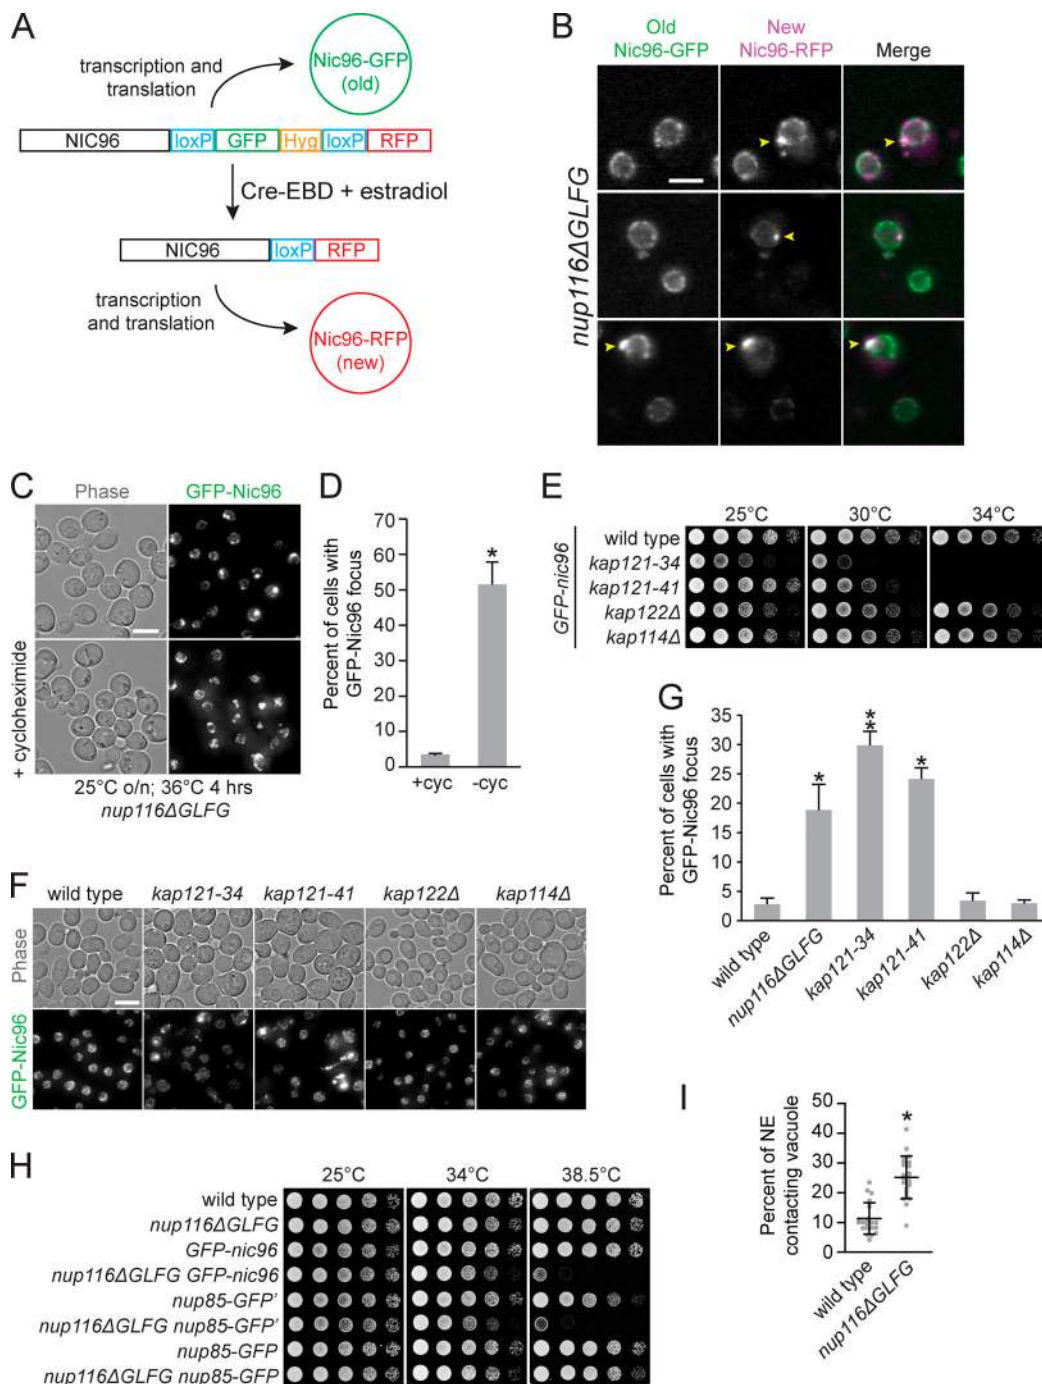 A
transcription and
translation
Nic96-GFP
(old)
NIC96 loxP GFP Hyg loxP RFP
Cre-EBD + estradiol
NIC96 loxP RFP
transcription
and translation
Nic96-RFP
(new)
B
Old
Nic96-GFP
New
Nic96-RFP
Merge
nup116ΔGLFG
C
Phase
GFP-Nic96
+ cycloheximide
25°C o/n; 36°C 4 hrs
nup116ΔGLFG
D
Percent of cells with
GFP-Nic96 focus
70
60
50
40
30
20
10
0
*
+cyc
-cyc
E
25°C
30°C
34°C
GFP-nic96
wild type
kap121-34
kap121-41
kap122Δ
kap114Δ
F
wild type
kap121-34
kap121-41
kap122Δ
kap114Δ
Phase
GFP-Nic96
G
Percent of cells with
GFP-Nic96 focus
35
30
25
20
15
10
5
0
*
**
*
wild type
nup116ΔGLFG
kap121-34
kap121-41
kap122Δ
kap114Δ
H
25°C
34°C
38.5°C
wild type
nup116ΔGLFG
GFP-nic96
nup116ΔGLFG GFP-nic96
nup85-GFP'
nup116ΔGLFG nup85-GFP'
nup85-GFP
nup116ΔGLFG nup85-GFP
I
Percent of NE
contacting vacuole
50
40
30
20
10
0
*
wild type
nup116ΔGLFG